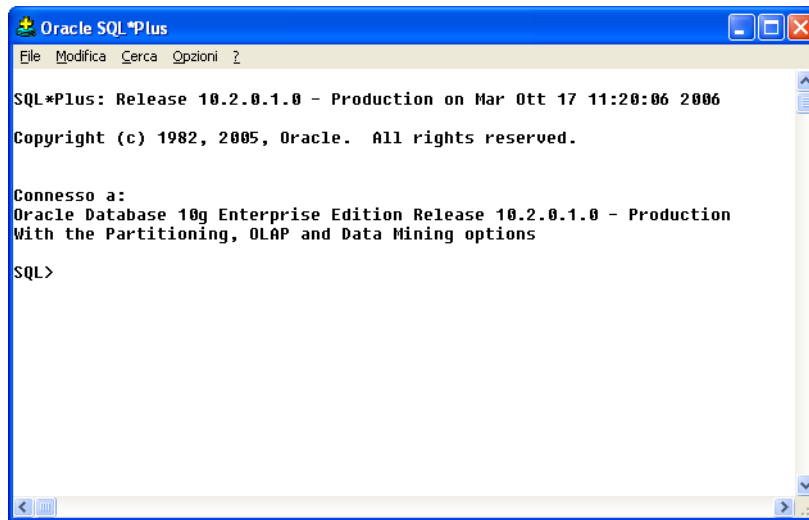 Oracle SQL*Plus
File Modifica Cerca Opzioni ?
SQL*Plus: Release 10.2.0.1.0 - Production on Mar Ott 17 11:20:06 2006
Copyright (c) 1982, 2005, Oracle.  All rights reserved.
Connesso a:
Oracle Database 10g Enterprise Edition Release 10.2.0.1.0 - Production
With the Partitioning, OLAP and Data Mining options
SQL>